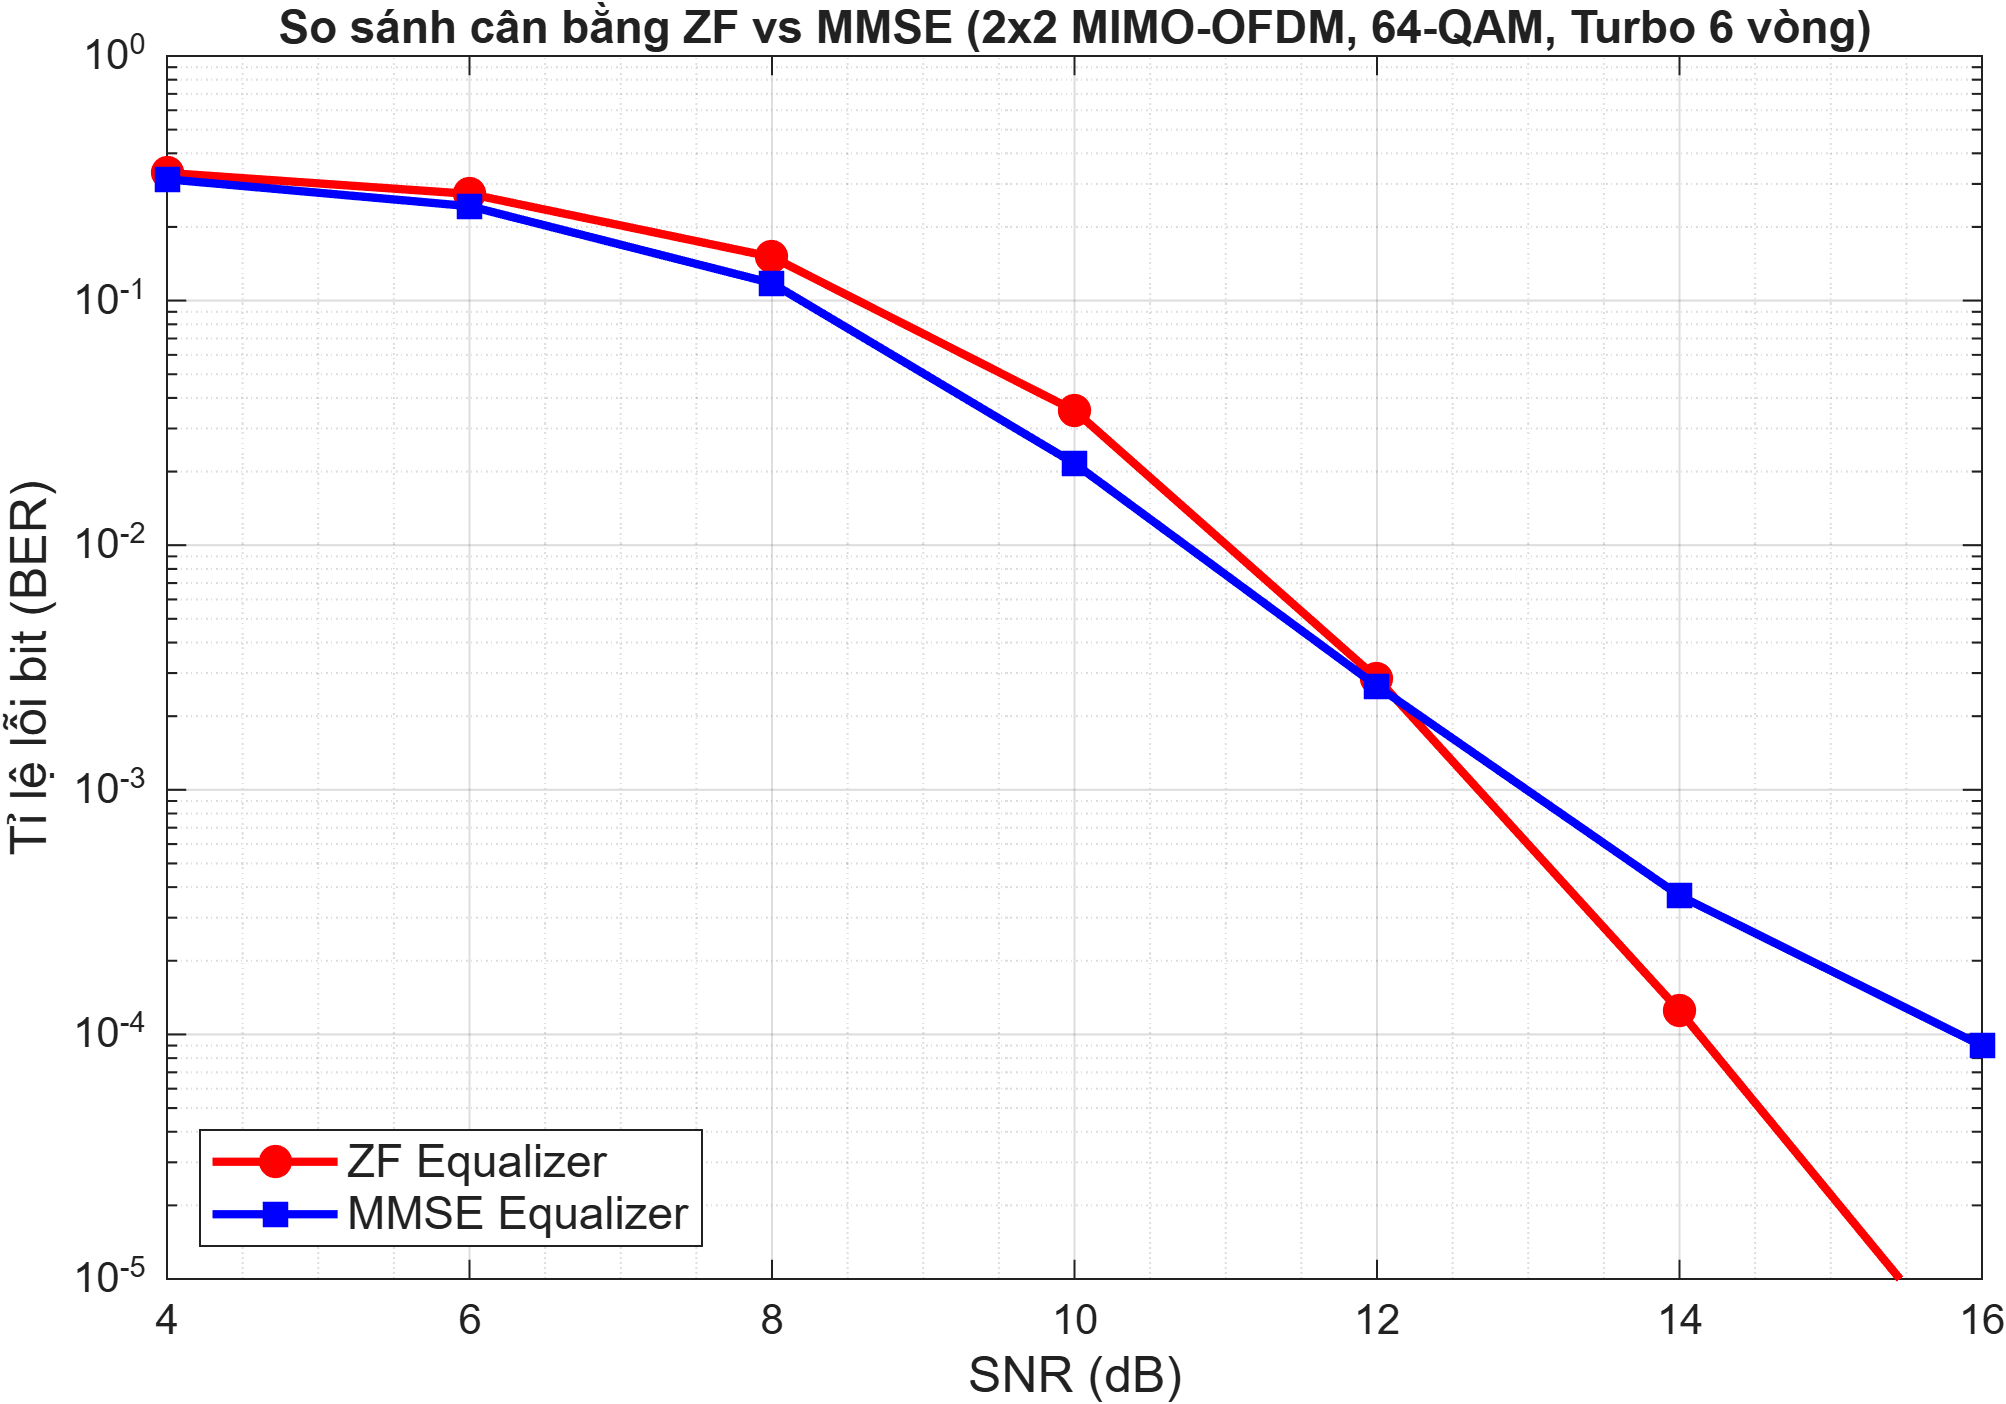 So sánh cân bằng ZF vs MMSE (2x2 MIMO-OFDM, 64-QAM, Turbo 6 vòng)
10^0
10^-1
10^-2
10^-3
10^-4
10^-5
Tỉ lệ lỗi bit (BER)
ZF Equalizer
MMSE Equalizer
4 6 8 10 12 14 16
SNR (dB)